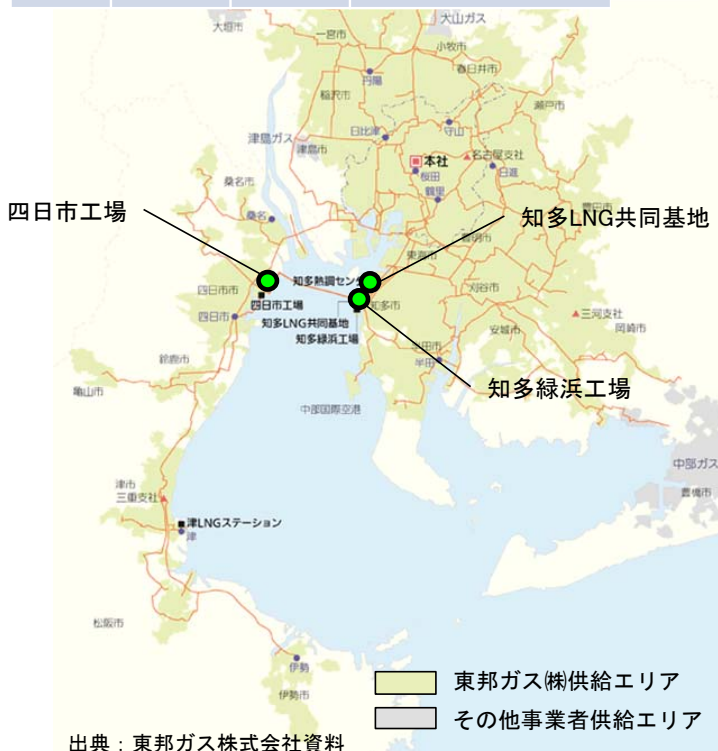 大垣市
大山ガス
一宮市
小牧市
春日井市
丹陽
稲沢市
瀬戸市
日比津
守山
津島ガス
津島市
本社
名古屋支社
桜田
日進
桑名市
鶴里
四日市工場
知多LNG共同基地
桑名
豊田市
豊明市
東海市
知多熱調センター
四日市市
刈谷市
四日市工場
知多市
四日市
知多LNG共同基地
三河支社
安城市
岡崎市
知多緑浜工場
半田市
鈴鹿市
半田
知多緑浜工場
亀山市
中部国際空港
中部ガス
津市
豊橋市
三重支社
津LNGステーション
津
松阪市
伊勢
伊勢市
東邦ガス㈱供給エリア
その他事業者供給エリア
出典：東邦ガス株式会社資料